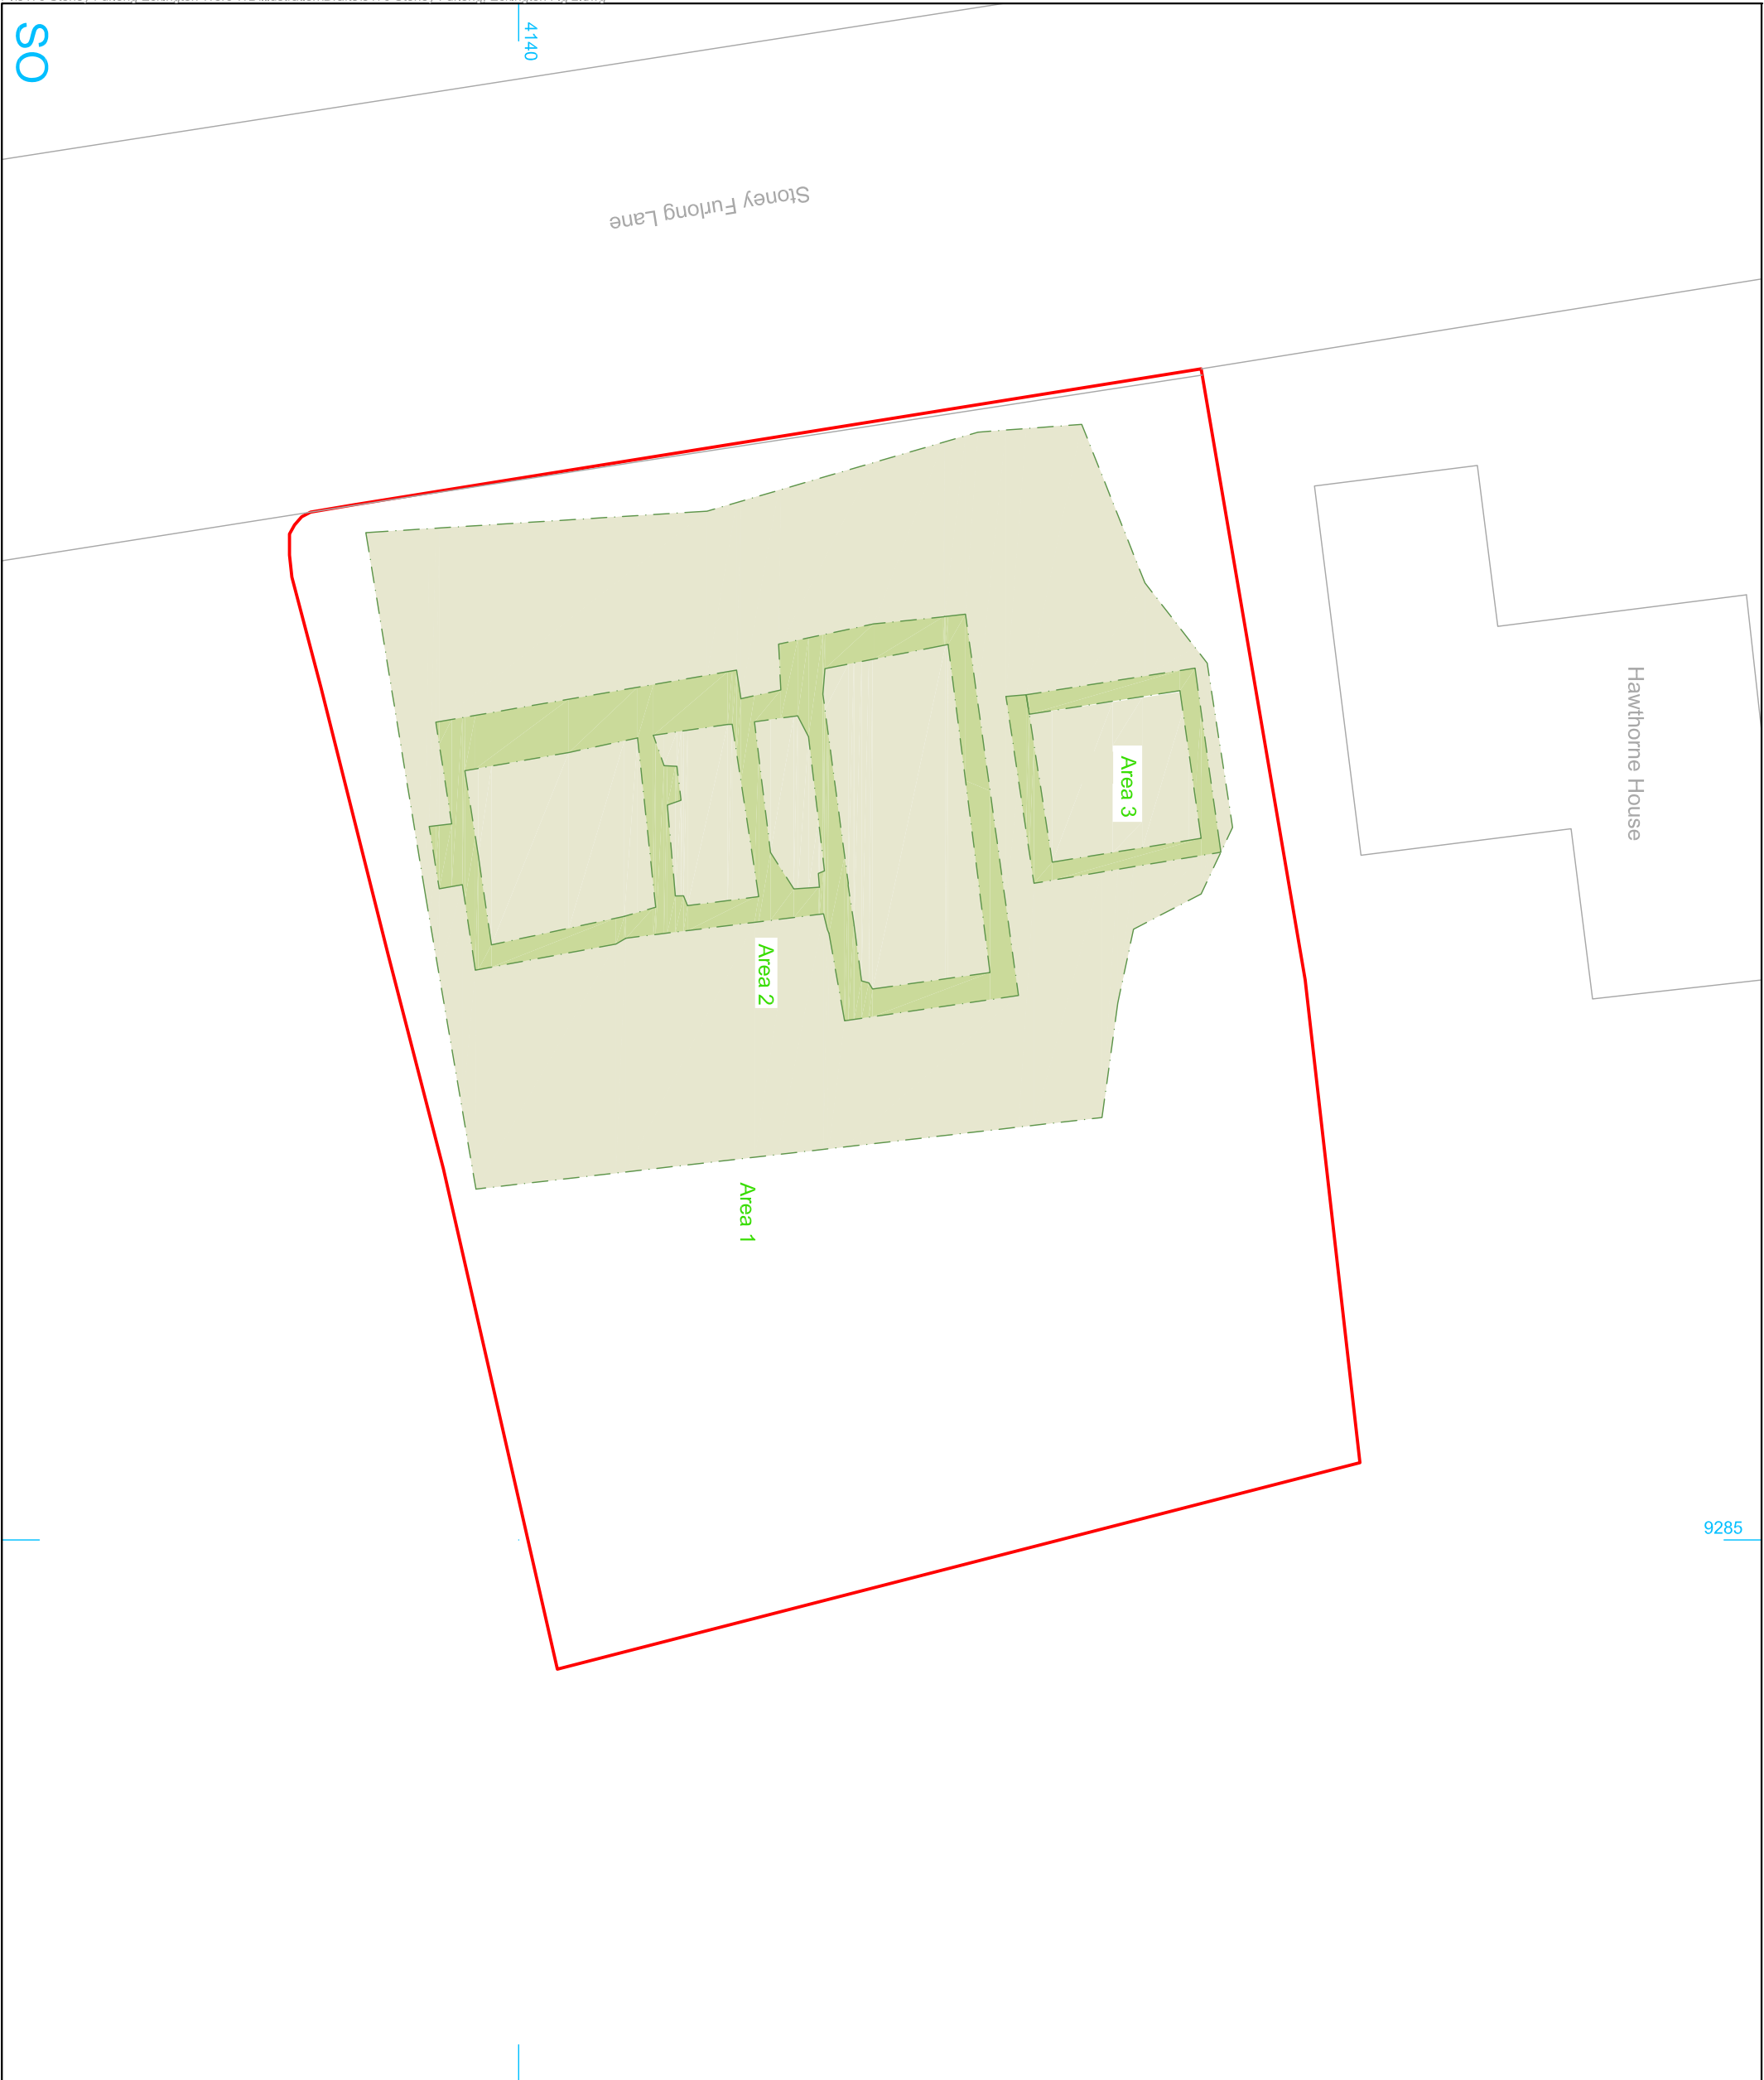 SO
4140
Stoney Furlong Lane
Hawthorne House
Area 3
Area 2
Area 1
9285